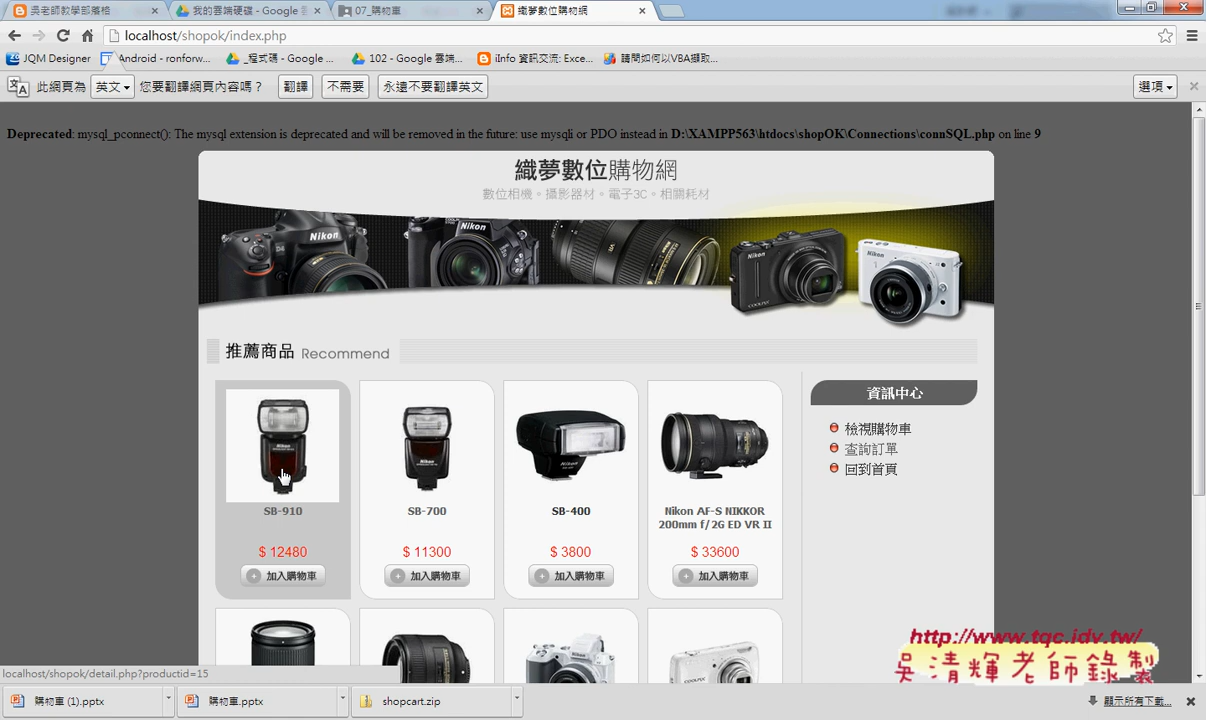 吳老師教學部落格
我的雲端硬碟 - Google 雲
07_購物車
織夢數位購物網
localhost/shopok/index.php
JQM Designer
Android - ronforw...
_程式碼 - Google ...
102 - Google 雲端...
iInfo 資訊交流: Exce...
請問如何以VBA擷取...
此網頁為
英文
您要翻譯網頁內容嗎？
翻譯
不需要
永遠不要翻譯英文
選項
Deprecated: mysql_pconnect(): The mysql extension is deprecated and will be removed in the future: use mysqli or PDO instead in D:\XAMPP563\htdocs\shopOK\Connections\connSQL.php on line 9
織夢數位購物網
數位相機。攝影器材。電子3C。相關耗材
Nikon
Nikon
VR
Nikon
COOLPIX
Nikon
推薦商品 Recommend
SB-910
$ 12480
加入購物車
SB-700
$ 11300
加入購物車
SB-400
$ 3800
加入購物車
Nikon AF-S NIKKOR
200mm f/2G ED VR II
$ 33600
加入購物車
資訊中心
檢視購物車
查詢訂單
回到首頁
http://www.tqc.idv.tw/
吳清輝老師錄製
localhost/shopok/detail.php?productid=15
購物車 (1).pptx
購物車.pptx
shopcart.zip
顯示所有下載...